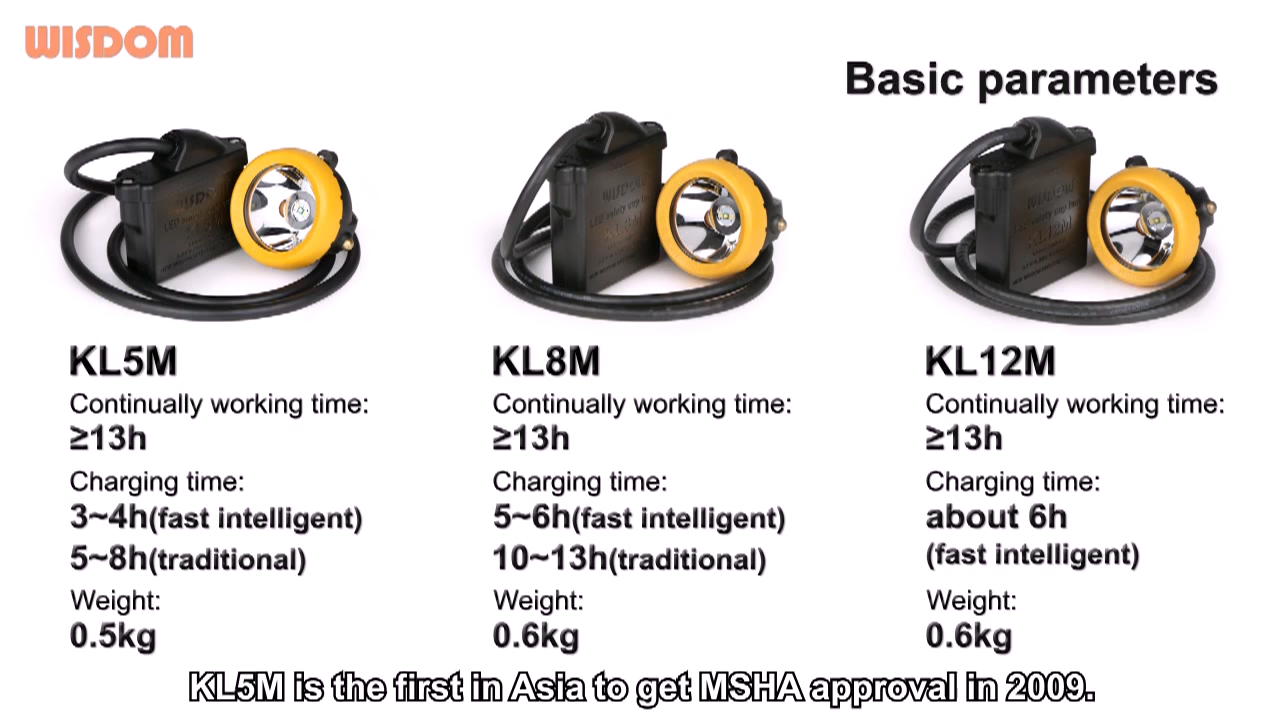 WISDOM
Basic parameters
KL5M
Continually working time:
≥13h
Charging time:
3~4h(fast intelligent)
5~8h(traditional)
Weight:
0.5kg
KL8M
Continually working time:
≥13h
Charging time:
5~6h(fast intelligent)
10~13h(traditional)
Weight:
0.6kg
KL12M
Continually working time:
≥13h
Charging time:
about 6h
(fast intelligent)
Weight:
0.6kg
KL5M is the first in Asia to get MSHA approval in 2009.